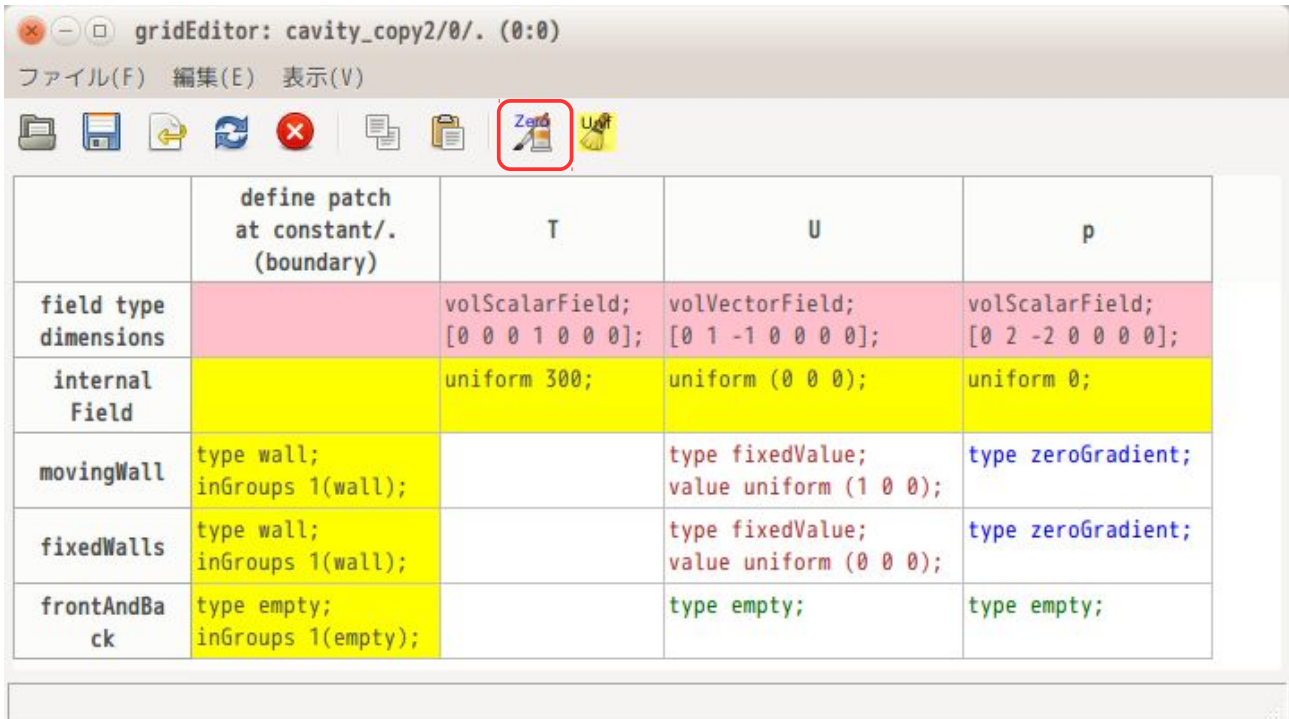 gridEditor: cavity_copy2/0/. (0:0)
ファイル(F) 編集(E) 表示(V)
Zero
define patch
at constant/.
(boundary)
T
U
p
field type
dimensions
volScalarField;
[0 0 0 1 0 0 0];
volVectorField;
[0 1 -1 0 0 0 0];
volScalarField;
[0 2 -2 0 0 0 0];
internal
Field
uniform 300;
uniform (0 0 0);
uniform 0;
movingWall
type wall;
inGroups 1(wall);
type fixedValue;
value uniform (1 0 0);
type zeroGradient;
fixedWalls
type wall;
inGroups 1(wall);
type fixedValue;
value uniform (0 0 0);
type zeroGradient;
frontAndBa
ck
type empty;
inGroups 1(empty);
type empty;
type empty;